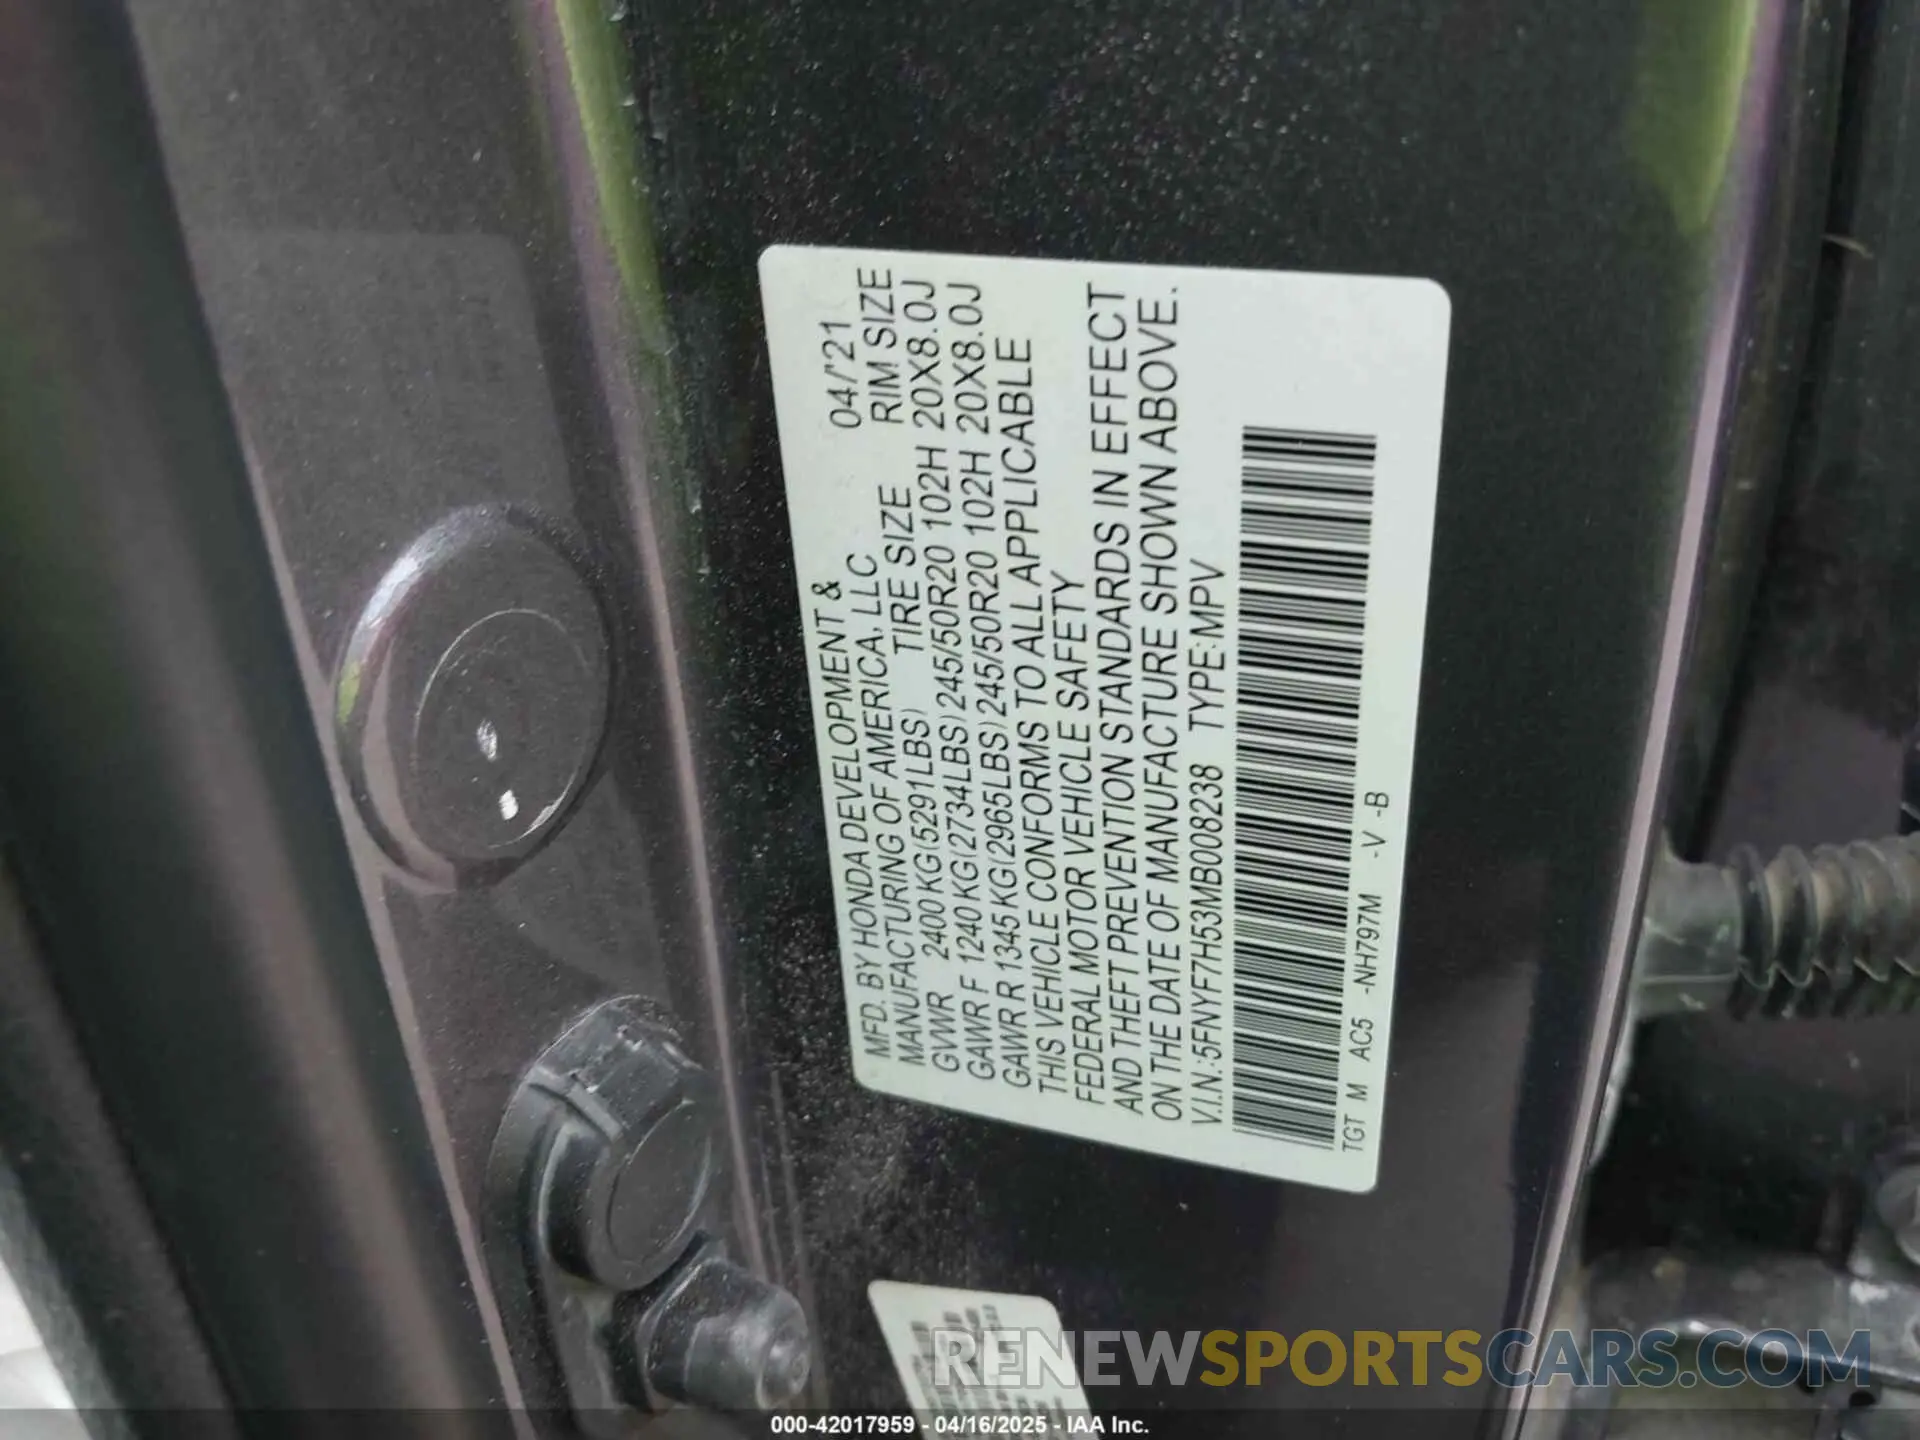 MFD. BY HONDA DEVELOPMENT &
MANUFACTURING OF AMERICA, LLC 04/'21
GVWR 2400 KG(5291LBS) TIRE SIZE RIM SIZE
GAWR F 1240 KG(2734LBS) 245/50R20 102H 20X8.0J
GAWR R 1345 KG(2965LBS) 245/50R20 102H 20X8.0J
THIS VEHICLE CONFORMS TO ALL APPLICABLE
FEDERAL MOTOR VEHICLE SAFETY
AND THEFT PREVENTION STANDARDS IN EFFECT
ON THE DATE OF MANUFACTURE SHOWN ABOVE.
V.I.N.:5FNYF7H53MB008238 TYPE:MPV
TGT M AC5 -NH797M -V -B
RENEWSPORTSCARS.COM
000-42017959 - 04/16/2025 - IAA Inc.